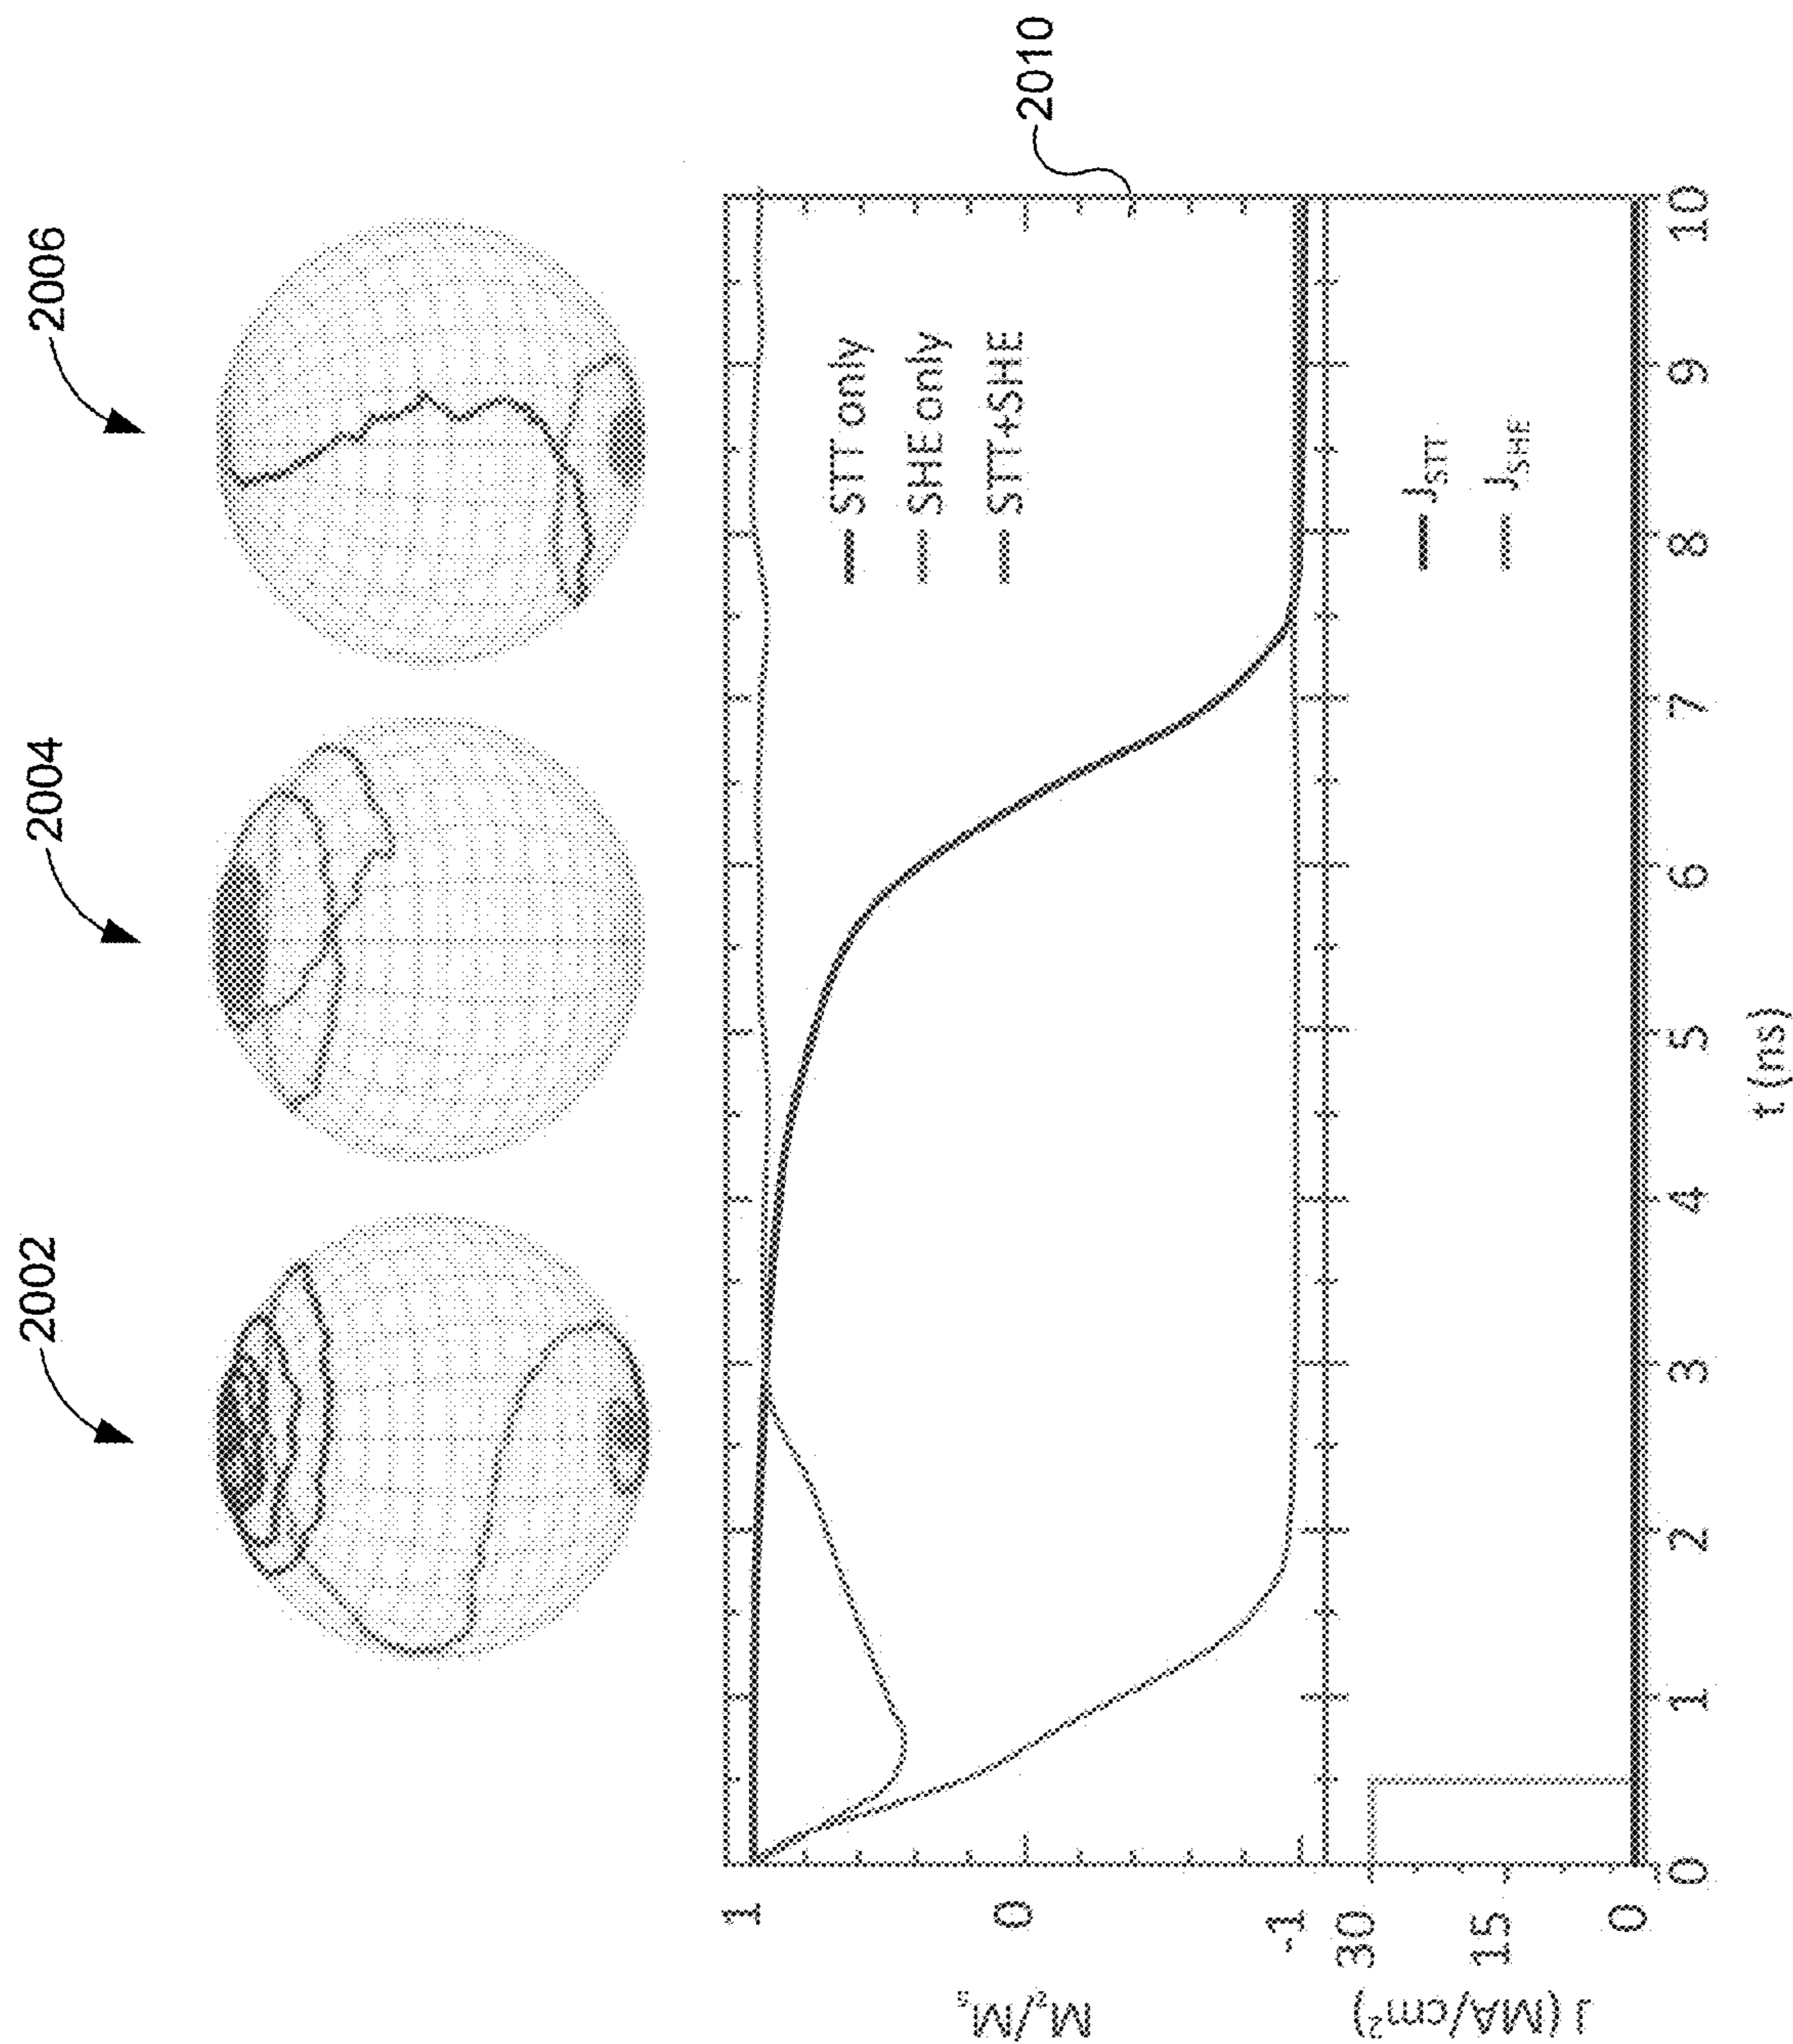 2002
2004
2006
2010
1
0
-1
M_z/M_s
STT only
SHE only
STT+SHE
30
15
0
J (MA/cm²)
J_STT
J_SHE
0 1 2 3 4 5 6 7 8 9 10
t (ns)